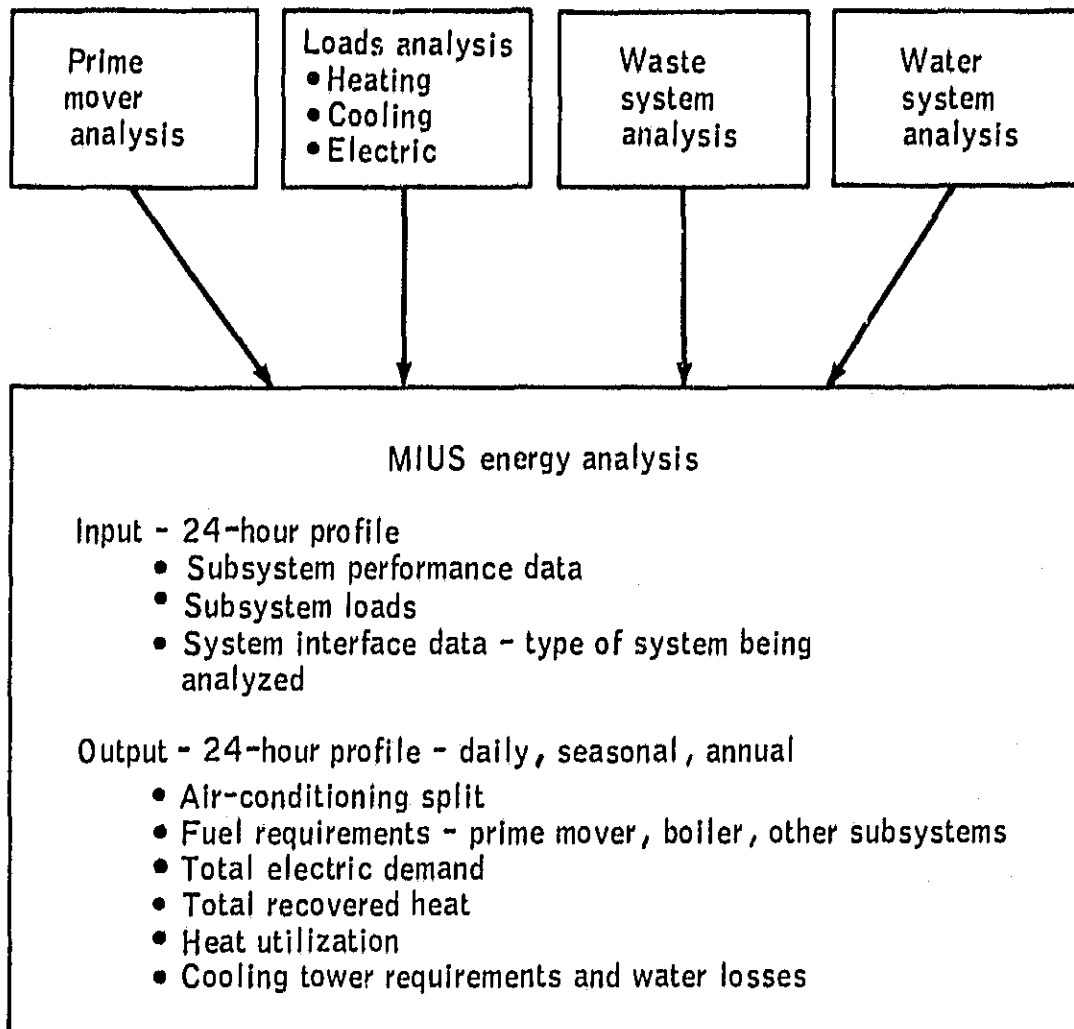 Prime
mover
analysis
Loads analysis
• Heating
• Cooling
• Electric
Waste
system
analysis
Water
system
analysis
MIUS energy analysis
Input - 24-hour profile
• Subsystem performance data
• Subsystem loads
• System interface data - type of system being
analyzed
Output - 24-hour profile - daily, seasonal, annual
• Air-conditioning split
• Fuel requirements - prime mover, boiler, other subsystems
• Total electric demand
• Total recovered heat
• Heat utilization
• Cooling tower requirements and water losses